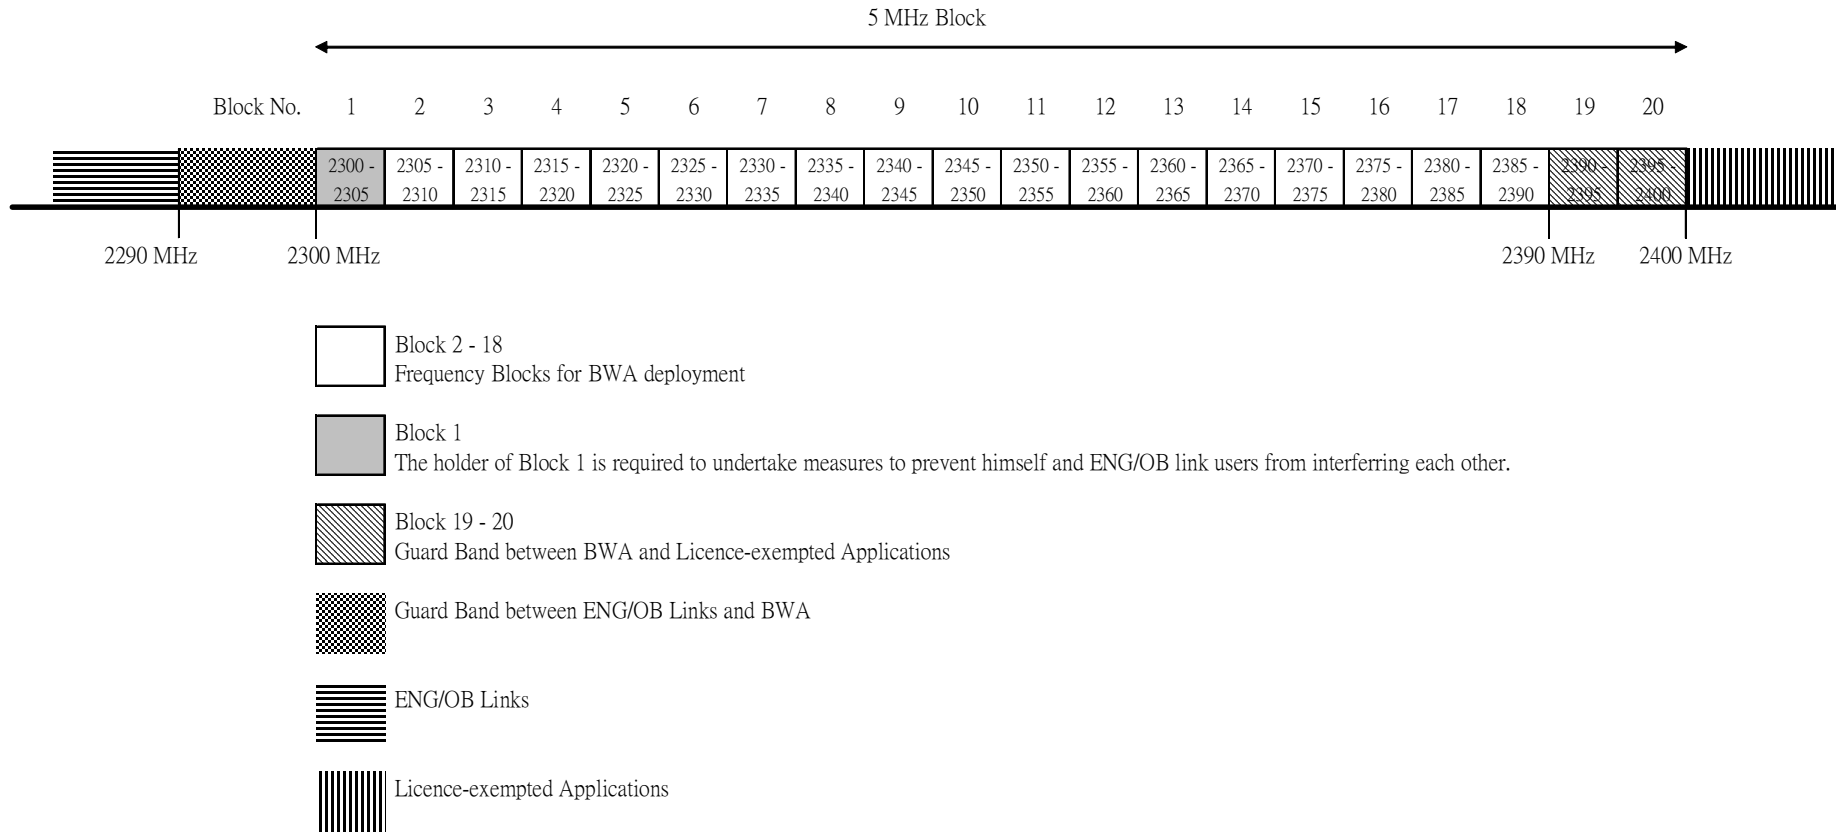 5 MHz Block
Block No. 1 2 3 4 5 6 7 8 9 10 11 12 13 14 15 16 17 18 19 20
2300 - 2305 - 2310 - 2315 - 2320 - 2325 - 2330 - 2335 - 2340 - 2345 - 2350 - 2355 - 2360 - 2365 - 2370 - 2375 - 2380 - 2385 - 2390 - 2395 -
2305 2310 2315 2320 2325 2330 2335 2340 2345 2350 2355 2360 2365 2370 2375 2380 2385 2390 2395 2400
2290 MHz 2300 MHz 2390 MHz 2400 MHz
Block 2 - 18
Frequency Blocks for BWA deployment
Block 1
The holder of Block 1 is required to undertake measures to prevent himself and ENG/OB link users from interferring each other.
Block 19 - 20
Guard Band between BWA and Licence-exempted Applications
Guard Band between ENG/OB Links and BWA
ENG/OB Links
Licence-exempted Applications